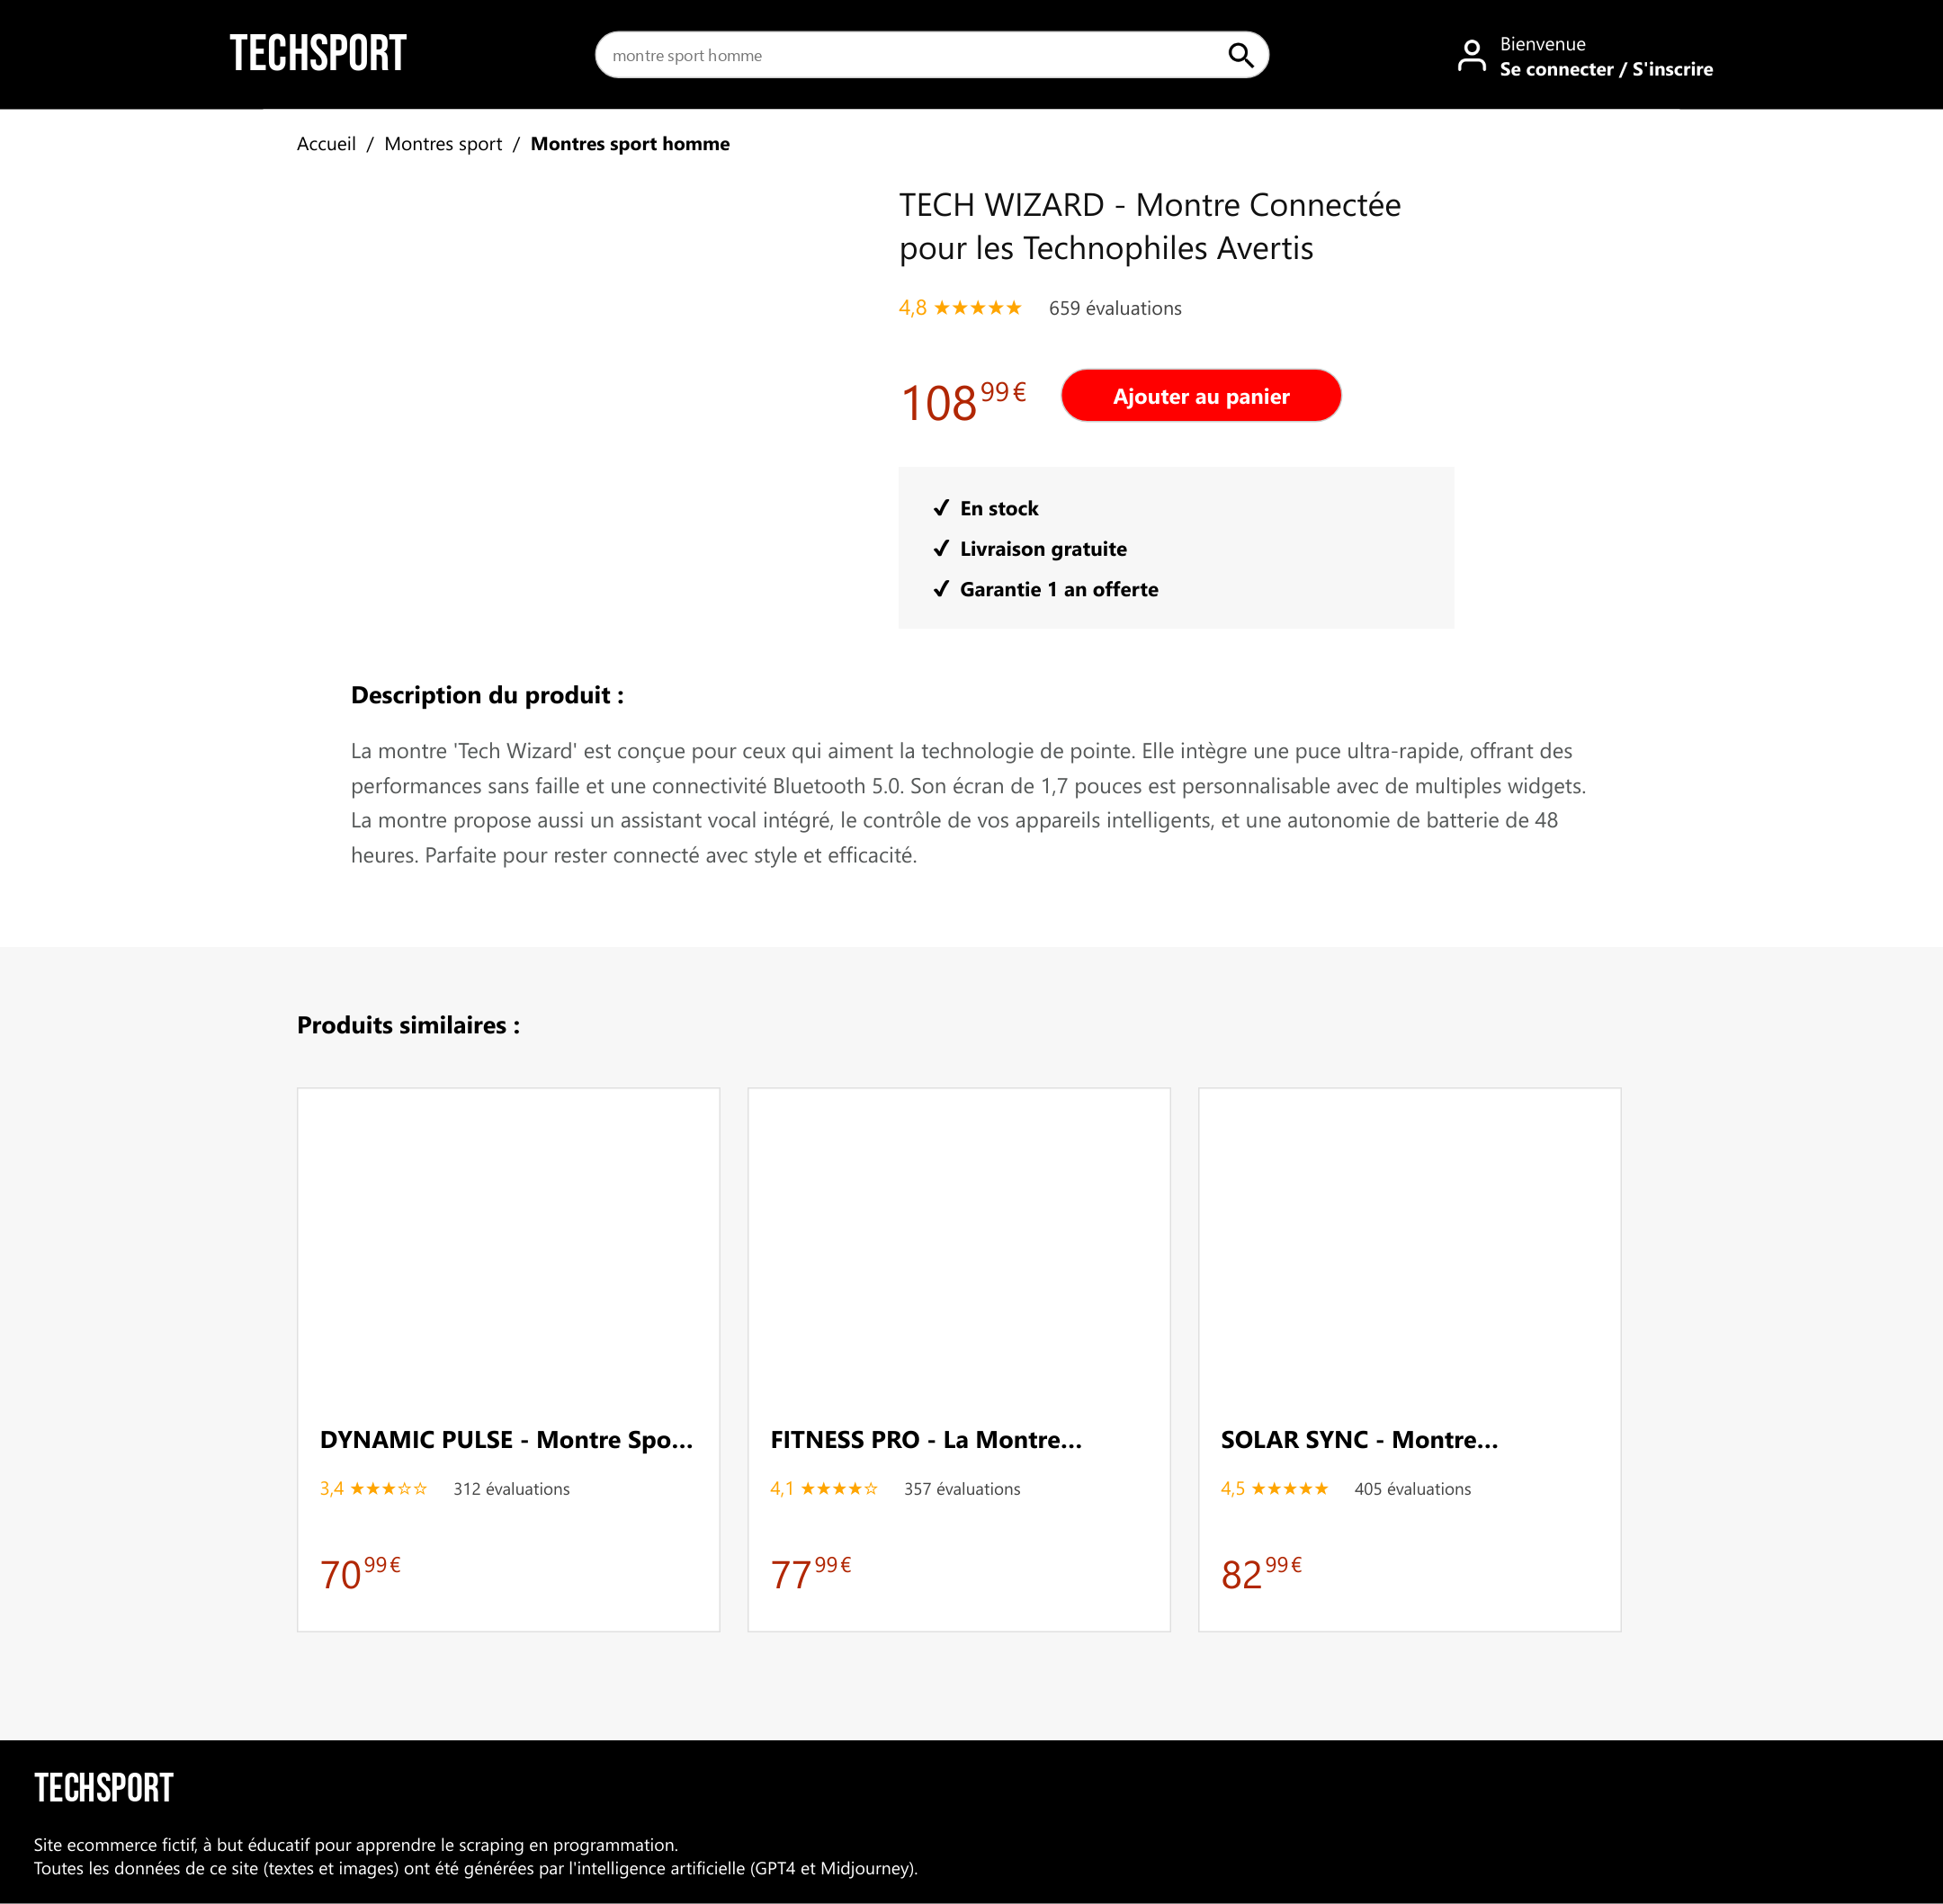 TECHSPORT
montre sport homme
Bienvenue
Se connecter / S'inscrire
Accueil / Montres sport / Montres sport homme
TECH WIZARD - Montre Connectée
pour les Technophiles Avertis
4,8 ★★★★★ 659 évaluations
108 99 €
Ajouter au panier
✓ En stock
✓ Livraison gratuite
✓ Garantie 1 an offerte
Description du produit :
La montre 'Tech Wizard' est conçue pour ceux qui aiment la technologie de pointe. Elle intègre une puce ultra-rapide, offrant des
performances sans faille et une connectivité Bluetooth 5.0. Son écran de 1,7 pouces est personnalisable avec de multiples widgets.
La montre propose aussi un assistant vocal intégré, le contrôle de vos appareils intelligents, et une autonomie de batterie de 48
heures. Parfaite pour rester connecté avec style et efficacité.
Produits similaires :
DYNAMIC PULSE - Montre Spo...
3,4 ★★★☆☆ 312 évaluations
70 99 €
FITNESS PRO - La Montre...
4,1 ★★★★☆ 357 évaluations
77 99 €
SOLAR SYNC - Montre...
4,5 ★★★★★ 405 évaluations
82 99 €
TECHSPORT
Site ecommerce fictif, à but éducatif pour apprendre le scraping en programmation.
Toutes les données de ce site (textes et images) ont été générées par l'intelligence artificielle (GPT4 et Midjourney).